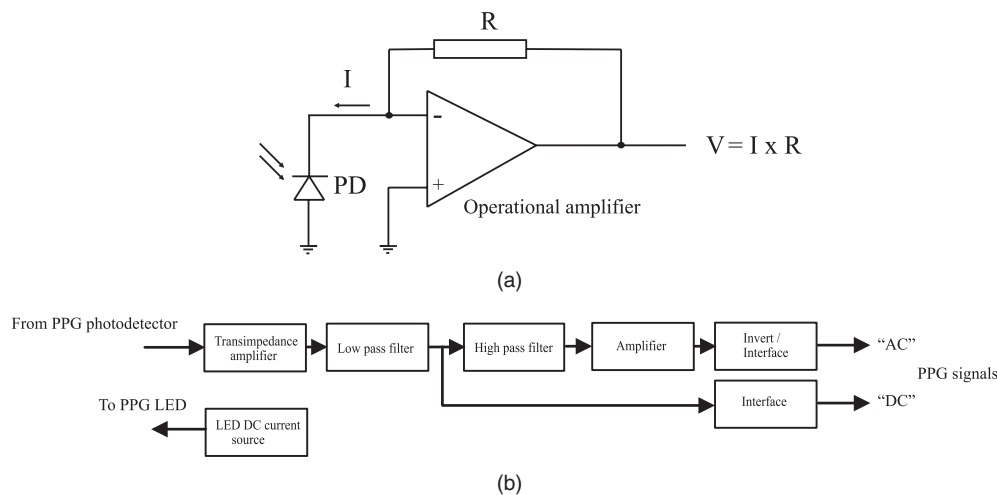 R
I
-
V = I x R
PD
+
Operational amplifier
(a)
From PPG photodetector
Transimpedance
amplifier
Low pass filter
High pass filter
Amplifier
Invert /
Interface
“AC”
PPG signals
To PPG LED
Interface
“DC”
LED DC current
source
(b)